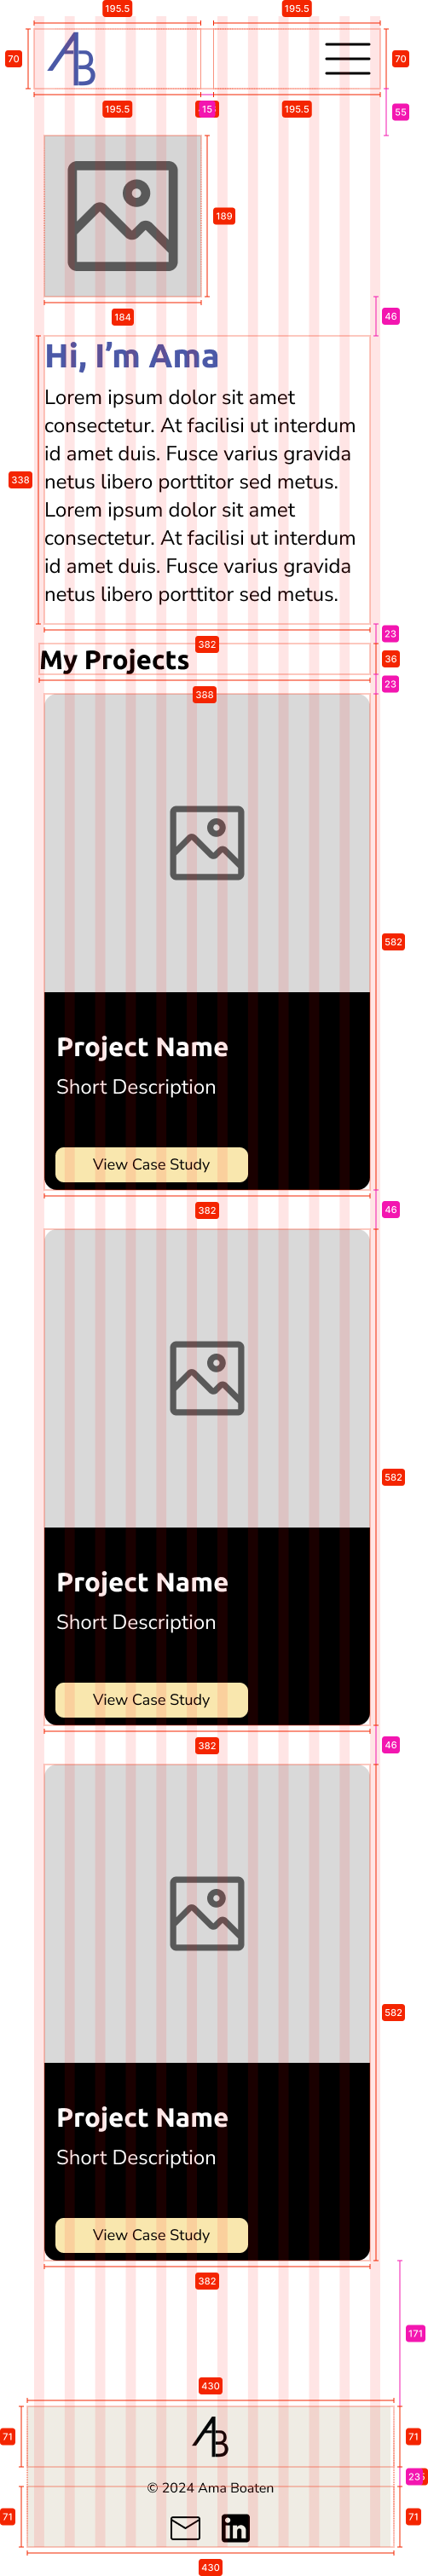 195.5 195.5
70 AB 70
195.5 15 195.5
55
189
184
46
Hi, I'm Ama
Lorem ipsum dolor sit amet
consectetur. At facilisi ut interdum
id amet duis. Fusce varius gravida
338
netus libero porttitor sed metus.
Lorem ipsum dolor sit amet
consectetur. At facilisi ut interdum
id amet duis. Fusce varius gravida
netus libero porttitor sed metus.
23
382
My Projects 36
23
388
582
Project Name
Short Description
View Case Study
382 46
582
Project Name
Short Description
View Case Study
382 46
582
Project Name
Short Description
View Case Study
382
171
430
71 AB 71
23
© 2024 Ama Boaten
71 in 71
430